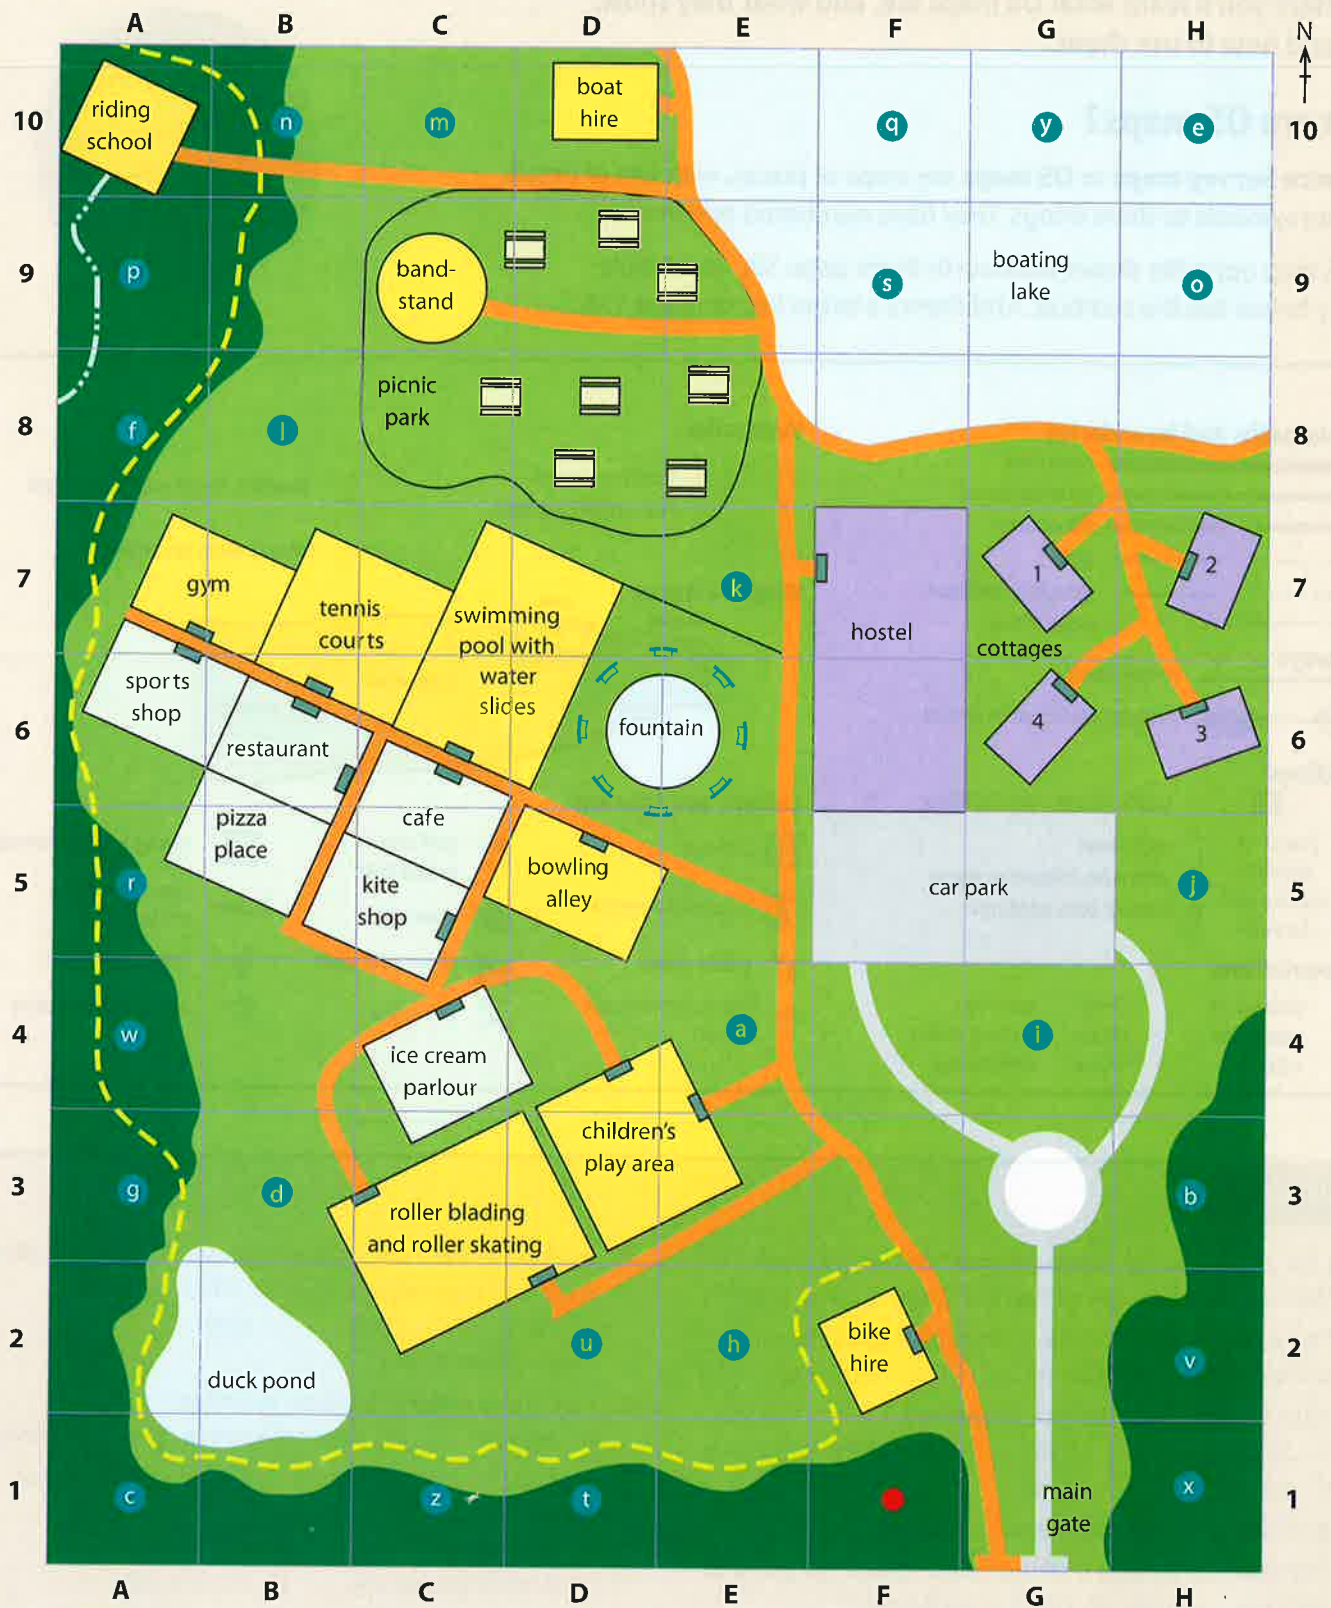 A B C D E F G H
N
10 riding school n m boat hire q y e 10
9 p band- stand s boating lake o 9
8 f l picnic park 8
7 gym tennis courts swimming pool with water slides k hostel 1 2 cottages 7
6 sports shop restaurant fountain 4 3 6
5 r pizza place cafe kite shop bowling alley car park j 5
4 w ice cream parlour a i 4
3 g d roller blading and roller skating children's play area b 3
2 duck pond u h bike hire v 2
1 c z t main gate x 1
A B C D E F G H